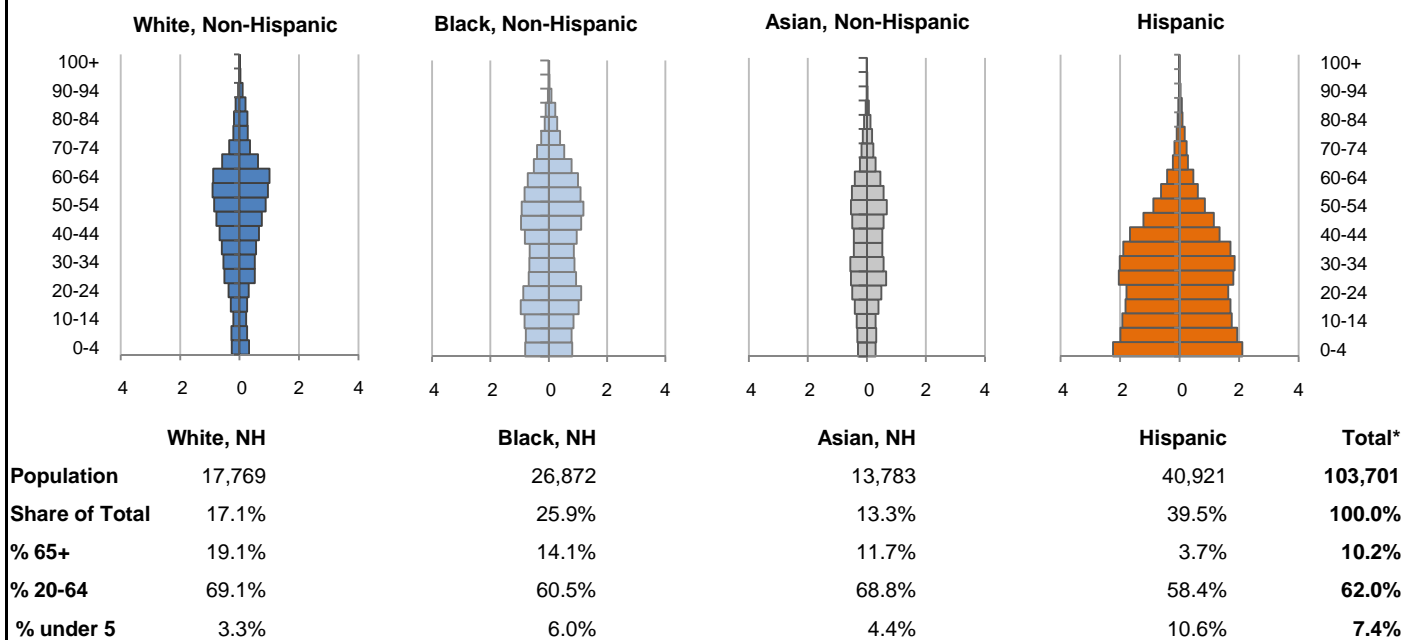 White, Non-Hispanic Black, Non-Hispanic Asian, Non-Hispanic Hispanic
100+ 100+
90-94 90-94
80-84 80-84
70-74 70-74
60-64 60-64
50-54 50-54
40-44 40-44
30-34 30-34
20-24 20-24
10-14 10-14
0-4 0-4
4 2 0 2 4 4 2 0 2 4 4 2 0 2 4 4 2 0 2 4
White, NH Black, NH Asian, NH Hispanic Total*
Population 17,769 26,872 13,783 40,921 103,701
Share of Total 17.1% 25.9% 13.3% 39.5% 100.0%
% 65+ 19.1% 14.1% 11.7% 3.7% 10.2%
% 20-64 69.1% 60.5% 68.8% 58.4% 62.0%
% under 5 3.3% 6.0% 4.4% 10.6% 7.4%